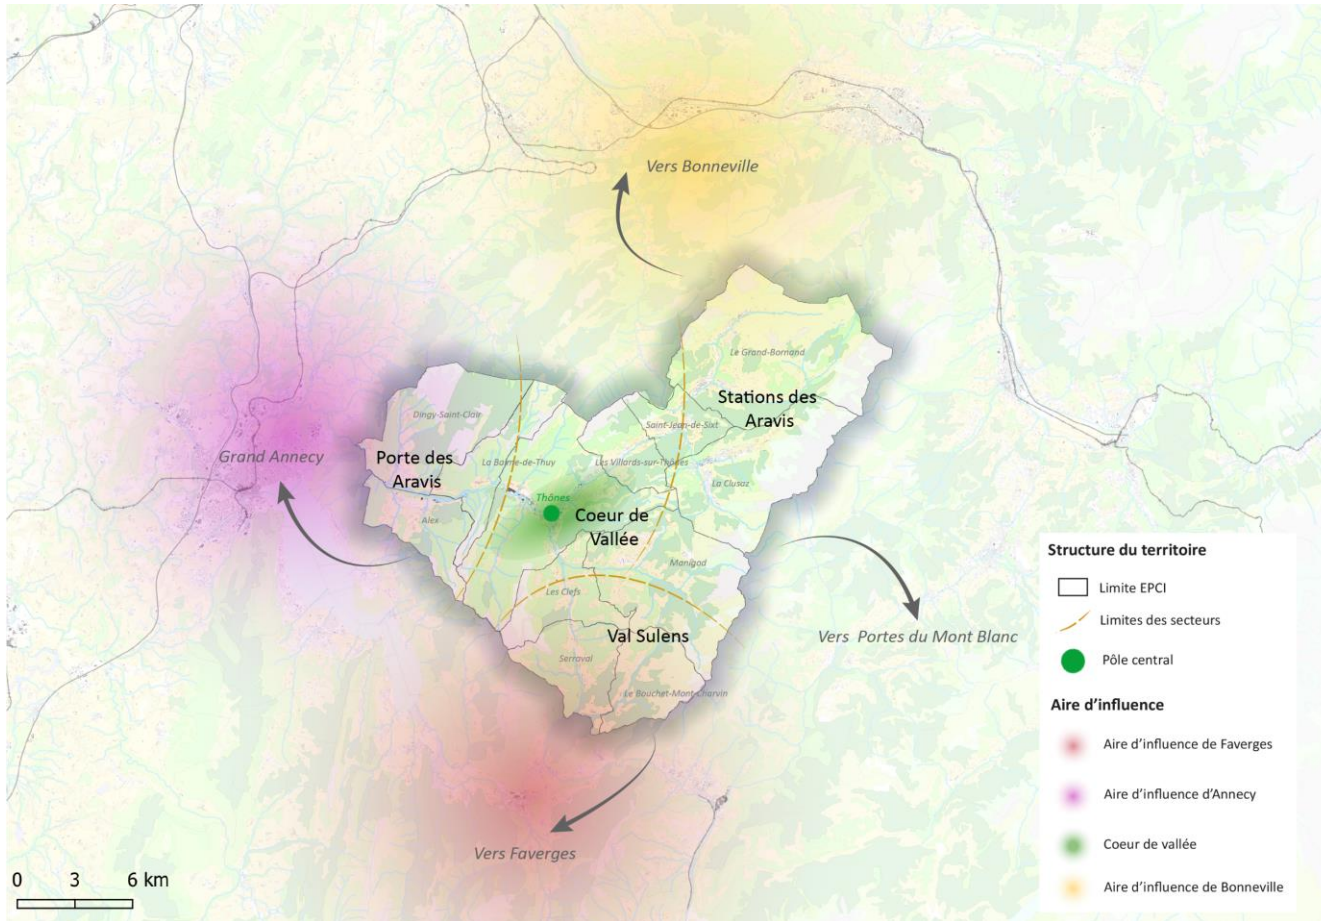 Vers Bonneville
Le Grand-Bornand
Stations des
Aravis
Dingy-Saint-Clair
Saint-Jean-de-Sixt
Grand Annecy
Porte des
Aravis
La Balme-de-Thuy
Les Villards-sur-Thônes
La Clusaz
Thônes
Alex
Coeur de
Vallée
Manigod
Les Clefs
Val Sulens
Vers Portes du Mont Blanc
Serraval
Le Bouchet-Mont-Charvin
Vers Faverges
0 3 6 km
Structure du territoire
Limite EPCI
Limites des secteurs
Pôle central
Aire d’influence
Aire d’influence de Faverges
Aire d’influence d’Annecy
Coeur de vallée
Aire d’influence de Bonneville